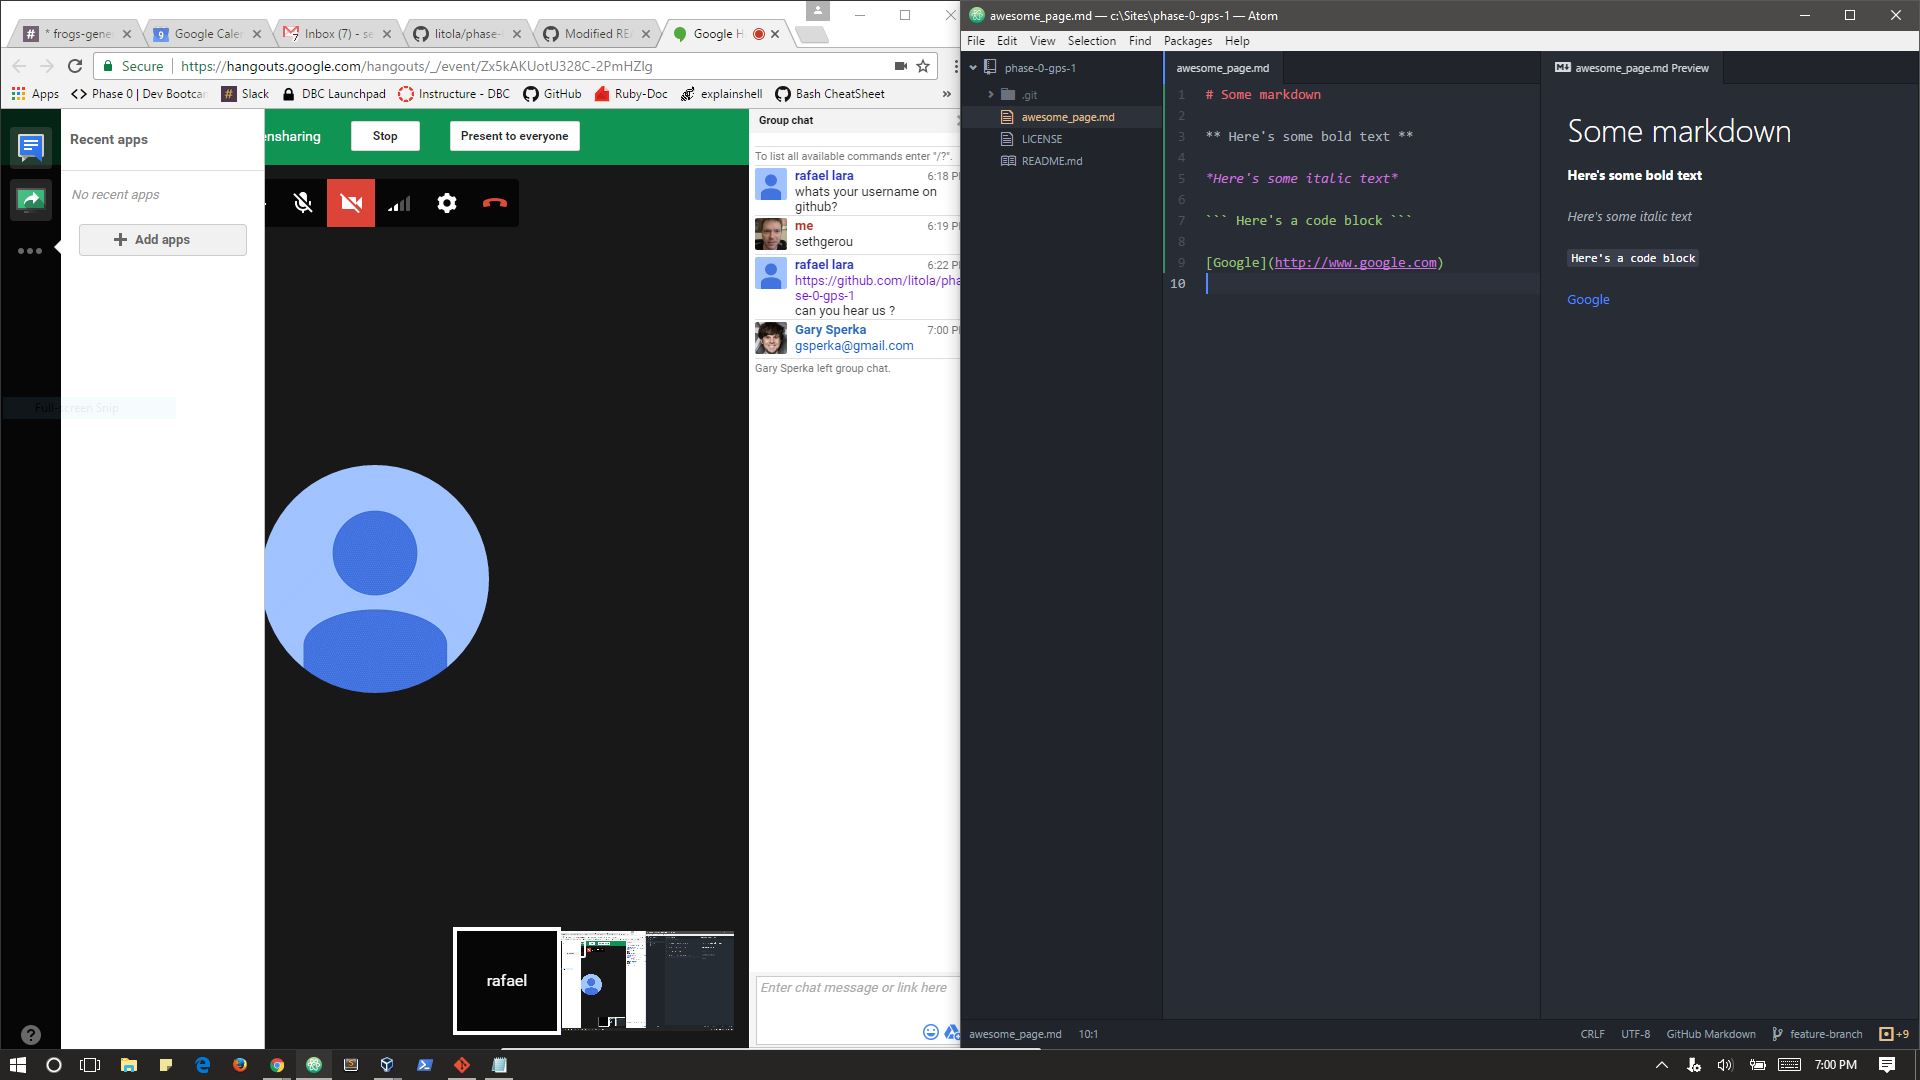 * frogs-gene
Google Caler
Inbox (7) - se
litola/phase-
Modified RE
Google H
Secure
https://hangouts.google.com/hangouts/_/event/Zx5kAKUotU328C-2PmHZIg
Apps
Phase 0 | Dev Bootcam
Slack
DBC Launchpad
Instructure - DBC
GitHub
Ruby-Doc
explainshell
Bash CheatSheet
»
Recent apps
No recent apps
Add apps
Full-screen Snip
ensharing
Stop
Present to everyone
rafael
Group chat
To list all available commands enter "/?".
rafael lara 6:18 P
whats your username on
github?
me 6:19 P
sethgerou
rafael lara 6:22 P
https://github.com/litola/pha
se-0-gps-1
can you hear us ?
Gary Sperka 7:00 P
gsperka@gmail.com
Gary Sperka left group chat.
Enter chat message or link here
awesome_page.md — c:\Sites\phase-0-gps-1 — Atom
File Edit View Selection Find Packages Help
phase-0-gps-1
.git
awesome_page.md
LICENSE
README.md
awesome_page.md
1 # Some markdown
2
3 ** Here's some bold text **
4
5 *Here's some italic text*
6
7 ``` Here's a code block ```
8
9 [Google](http://www.google.com)
10
awesome_page.md Preview
Some markdown
Here's some bold text
Here's some italic text
Here's a code block
Google
awesome_page.md 10:1
CRLF UTF-8 GitHub Markdown feature-branch +9
7:00 PM